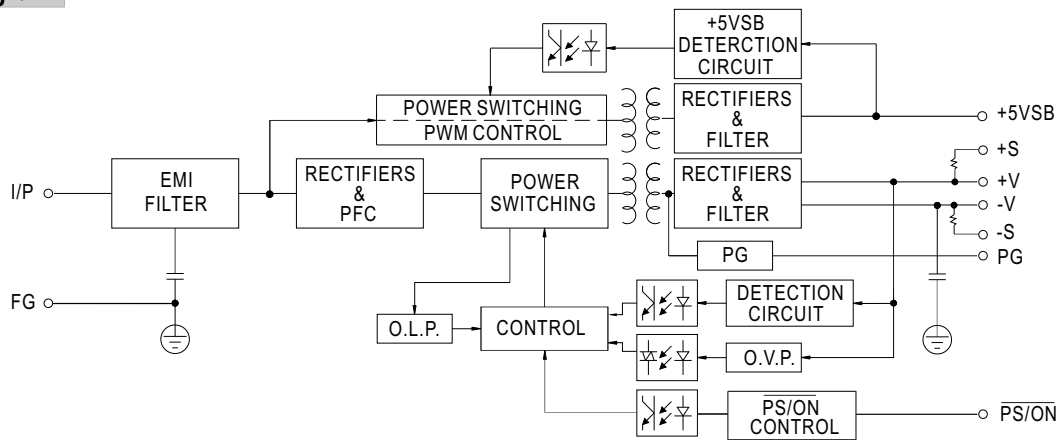 +5VSB
DETERCTION
CIRCUIT
POWER SWITCHING
PWM CONTROL
RECTIFIERS
&
FILTER
+5VSB
+S
I/P
EMI
FILTER
RECTIFIERS
&
PFC
POWER
SWITCHING
RECTIFIERS
&
FILTER
+V
-V
-S
PG
PG
FG
O.L.P.
CONTROL
DETECTION
CIRCUIT
O.V.P.
PS/ON
CONTROL
PS/ON